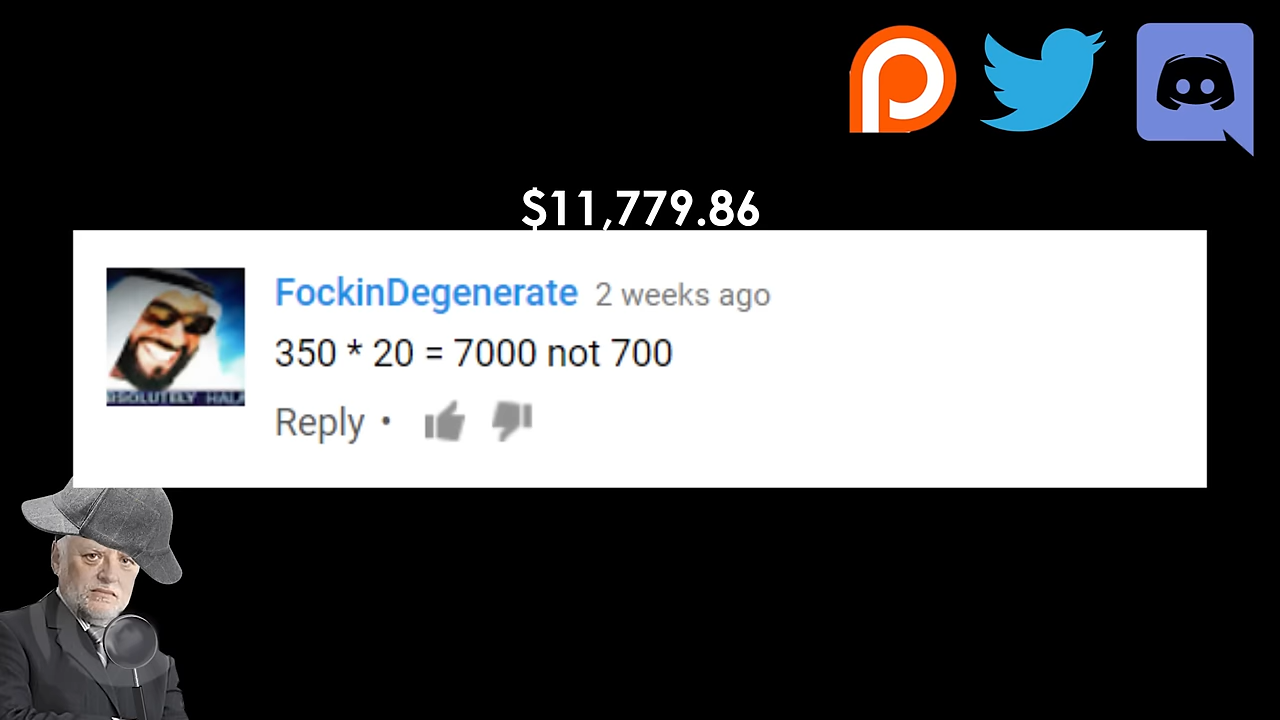 $11,779.86
FockinDegenerate 2 weeks ago
350 * 20 = 7000 not 700
Reply •